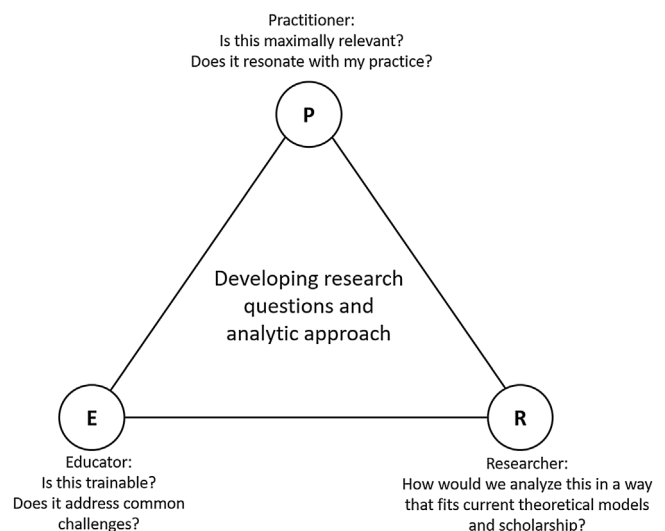 Practitioner:
Is this maximally relevant?
Does it resonate with my practice?
P
Developing research
questions and
analytic approach
E
R
Educator:
Is this trainable?
Does it address common
challenges?
Researcher:
How would we analyze this in a way
that fits current theoretical models
and scholarship?